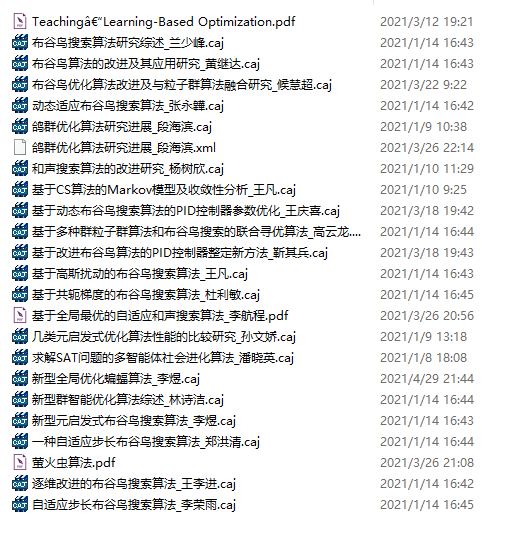 Teachingâ€“Learning-Based Optimization.pdf 2021/3/12 19:21
布谷鸟搜索算法研究综述_兰少峰.caj 2021/1/14 16:43
布谷鸟算法的改进及其应用研究_黄继达.caj 2021/1/14 16:43
布谷鸟优化算法改进及与粒子群算法融合研究_候慧超.caj 2021/3/22 9:22
动态适应布谷鸟搜索算法_张永韡.caj 2021/1/14 16:42
鸽群优化算法研究进展_段海滨.caj 2021/1/9 10:38
鸽群优化算法研究进展_段海滨.xml 2021/3/26 22:14
和声搜索算法的改进研究_杨树欣.caj 2021/1/10 11:29
基于CS算法的Markov模型及收敛性分析_王凡.caj 2021/1/10 9:25
基于动态布谷鸟搜索算法的PID控制器参数优化_王庆喜.caj 2021/3/18 19:42
基于多种群粒子群算法和布谷鸟搜索的联合寻优算法_高云龙.... 2021/1/14 16:44
基于改进布谷鸟算法的PID控制器整定新方法_靳其兵.caj 2021/3/18 19:43
基于高斯扰动的布谷鸟搜索算法_王凡.caj 2021/1/14 16:43
基于共轭梯度的布谷鸟搜索算法_杜利敏.caj 2021/1/14 16:45
基于全局最优的自适应和声搜索算法_李航程.pdf 2021/3/26 20:56
几类元启发式优化算法性能的比较研究_孙文娇.caj 2021/1/9 13:18
求解SAT问题的多智能体社会进化算法_潘晓英.caj 2021/1/8 18:08
新型全局优化蝙蝠算法_李煜.caj 2021/4/29 21:44
新型群智能优化算法综述_林诗洁.caj 2021/1/14 16:44
新型元启发式布谷鸟搜索算法_李煜.caj 2021/1/14 16:43
一种自适应步长布谷鸟搜索算法_郑洪清.caj 2021/1/14 16:44
萤火虫算法.pdf 2021/3/26 21:08
逐维改进的布谷鸟搜索算法_王李进.caj 2021/1/14 16:42
自适应步长布谷鸟搜索算法_李荣雨.caj 2021/1/14 16:45